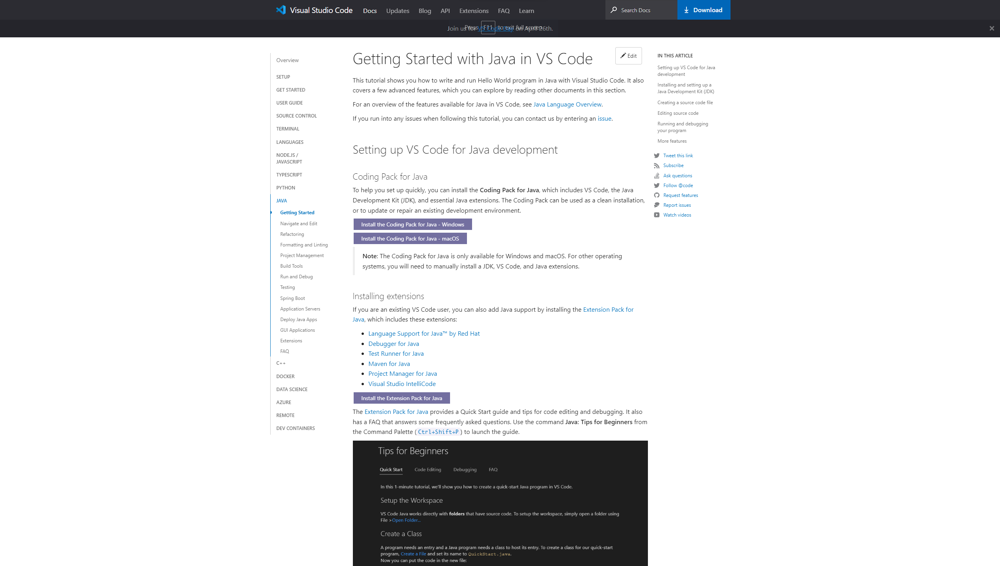 Visual Studio Code
Docs
Updates
Blog
API
Extensions
FAQ
Learn
Search Docs
Download
Join us for VS Code Day on April 26th.
Press F11 to exit full screen
Overview
SETUP
GET STARTED
USER GUIDE
SOURCE CONTROL
TERMINAL
LANGUAGES
NODE.JS /
JAVASCRIPT
TYPESCRIPT
PYTHON
JAVA
Getting Started
Navigate and Edit
Refactoring
Formatting and Linting
Project Management
Build Tools
Run and Debug
Testing
Spring Boot
Application Servers
Deploy Java Apps
GUI Applications
Extensions
FAQ
C++
DOCKER
DATA SCIENCE
AZURE
REMOTE
DEV CONTAINERS
Getting Started with Java in VS Code
Edit
This tutorial shows you how to write and run Hello World program in Java with Visual Studio Code. It also
covers a few advanced features, which you can explore by reading other documents in this section.
For an overview of the features available for Java in VS Code, see Java Language Overview.
If you run into any issues when following this tutorial, you can contact us by entering an issue.
Setting up VS Code for Java development
Coding Pack for Java
To help you set up quickly, you can install the Coding Pack for Java, which includes VS Code, the Java
Development Kit (JDK), and essential Java extensions. The Coding Pack can be used as a clean installation,
or to update or repair an existing development environment.
Install the Coding Pack for Java - Windows
Install the Coding Pack for Java - macOS
Note: The Coding Pack for Java is only available for Windows and macOS. For other operating
systems, you will need to manually install a JDK, VS Code, and Java extensions.
Installing extensions
If you are an existing VS Code user, you can also add Java support by installing the Extension Pack for
Java, which includes these extensions:
Language Support for Java™ by Red Hat
Debugger for Java
Test Runner for Java
Maven for Java
Project Manager for Java
Visual Studio IntelliCode
Install the Extension Pack for Java
The Extension Pack for Java provides a Quick Start guide and tips for code editing and debugging. It also
has a FAQ that answers some frequently asked questions. Use the command Java: Tips for Beginners from
the Command Palette (Ctrl+Shift+P) to launch the guide.
Tips for Beginners
Quick Start
Code Editing
Debugging
FAQ
In this 1-minute tutorial, we'll show you how to create a quick-start Java program in VS Code.
Setup the Workspace
VS Code Java works directly with folders that have source code. To setup the workspace, simply open a folder using
File >Open Folder...
Create a Class
A program needs an entry and a Java program needs a class to host its entry. To create a class for our quick-start
program, Create a File and set its name to QuickStart.java.
Now you can put the code in the new file:
IN THIS ARTICLE
Setting up VS Code for Java
development
Installing and setting up a
Java Development Kit (JDK)
Creating a source code file
Editing source code
Running and debugging
your program
More features
Tweet this link
Subscribe
Ask questions
Follow @code
Request features
Report issues
Watch videos